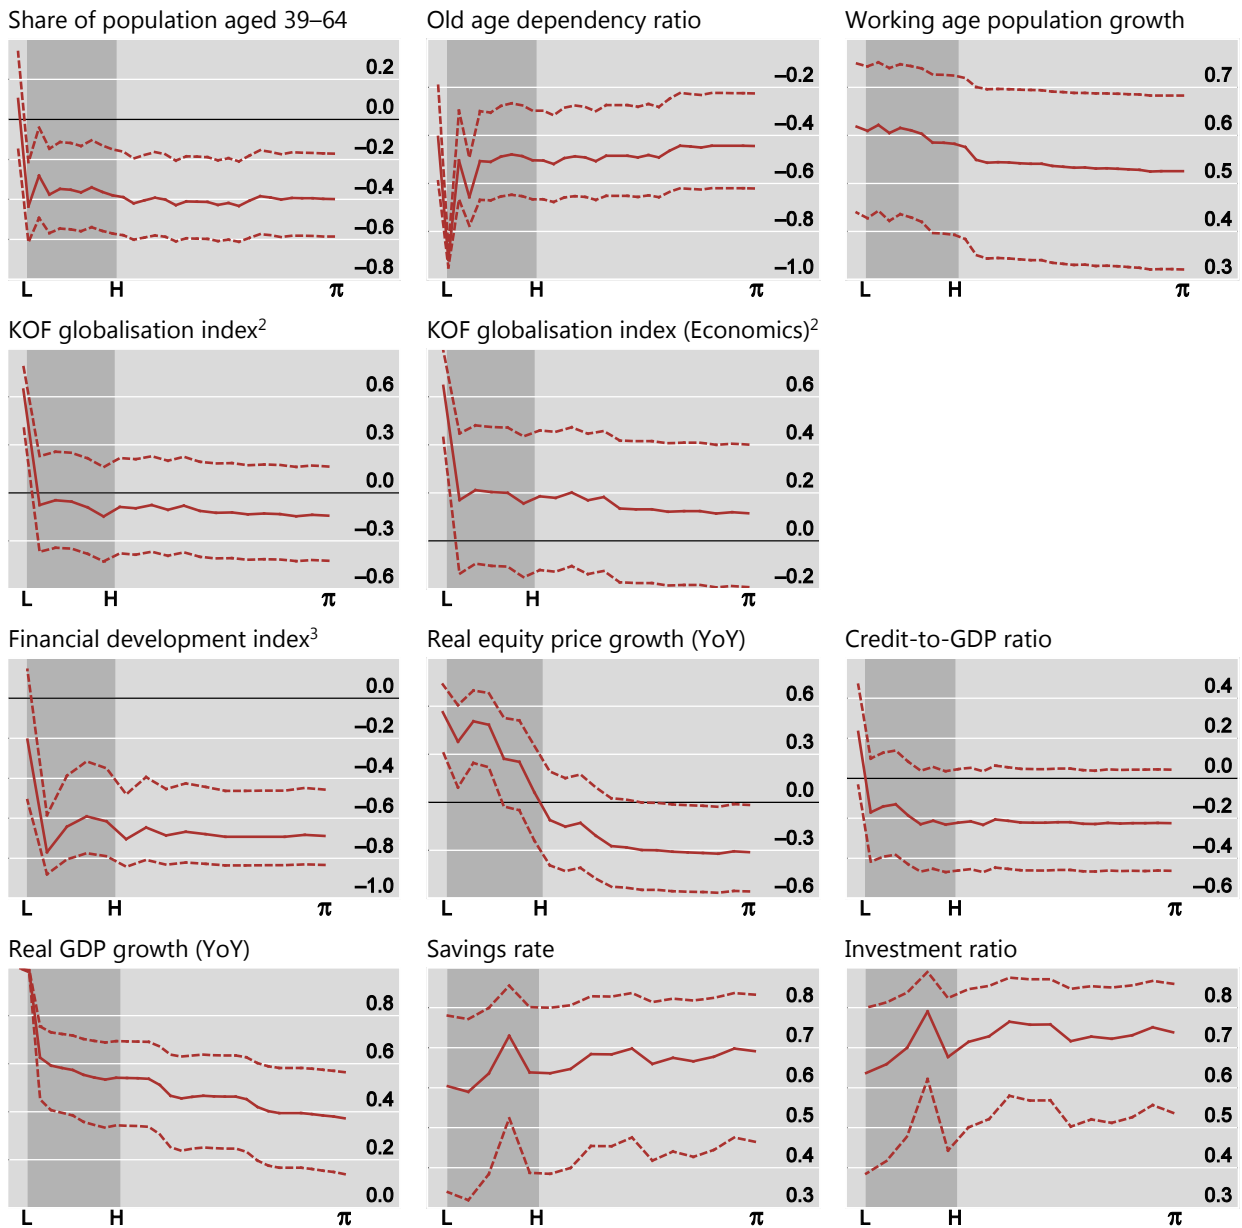 Share of population aged 39–64
Old age dependency ratio
Working age population growth
0.2
0.0
–0.2
–0.4
–0.6
–0.8
L H π
–0.2
–0.4
–0.6
–0.8
–1.0
L H π
0.7
0.6
0.5
0.4
0.3
L H π
KOF globalisation index²
KOF globalisation index (Economics)²
0.6
0.3
0.0
–0.3
–0.6
L H π
0.6
0.4
0.2
0.0
–0.2
L H π
Financial development index³
Real equity price growth (YoY)
Credit-to-GDP ratio
0.0
–0.2
–0.4
–0.6
–0.8
–1.0
L H π
0.6
0.3
0.0
–0.3
–0.6
L H π
0.4
0.2
0.0
–0.2
–0.4
–0.6
L H π
Real GDP growth (YoY)
Savings rate
Investment ratio
0.8
0.6
0.4
0.2
0.0
L H π
0.8
0.7
0.6
0.5
0.4
0.3
L H π
0.8
0.7
0.6
0.5
0.4
0.3
L H π